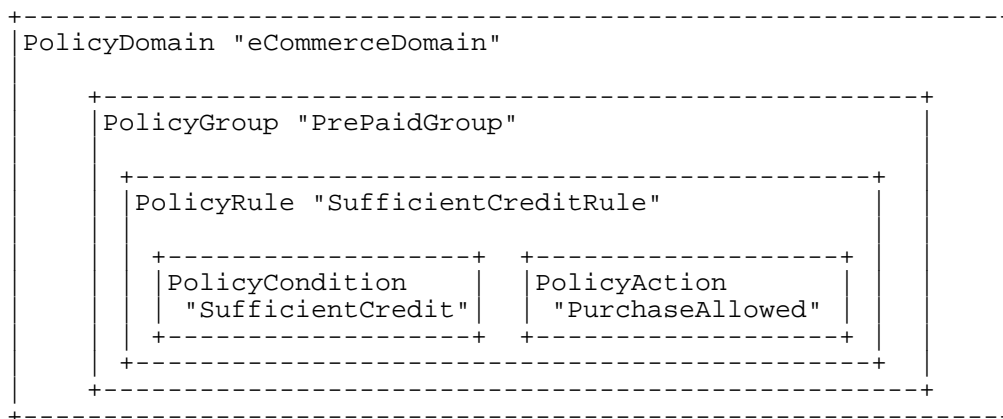 PolicyDomain "eCommerceDomain"
PolicyGroup "PrePaidGroup"
PolicyRule "SufficientCreditRule"
PolicyCondition PolicyAction
"SufficientCredit" "PurchaseAllowed"